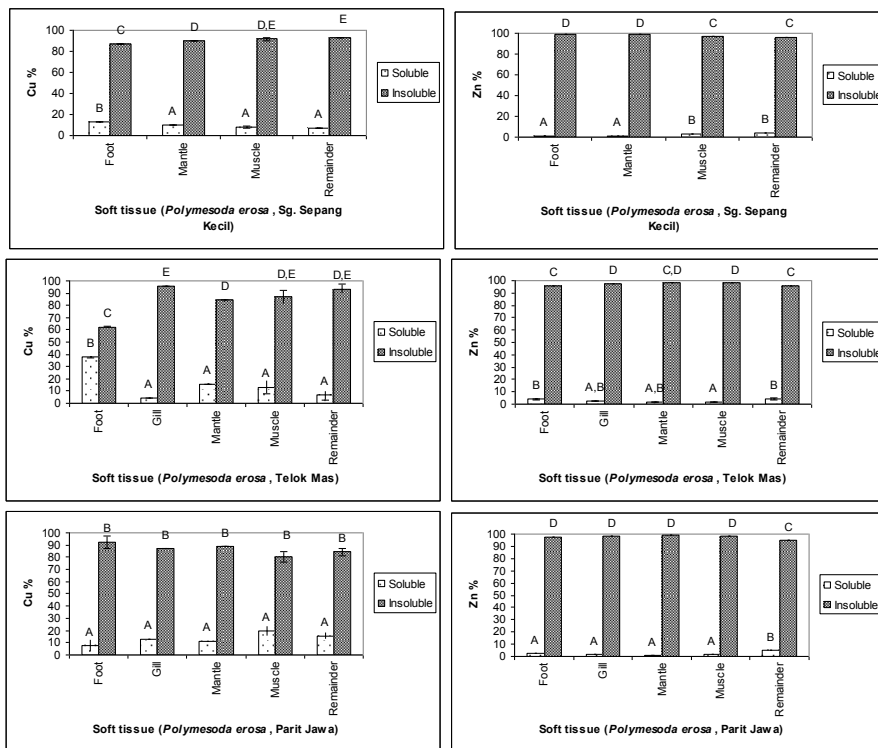 C D D,E E
Cu %
100
80
60
40
20
0
B A A A
Foot Mantle Muscle Remainder
Soft tissue (Polymesoda erosa , Sg. Sepang
Kecil)
Soluble
Insoluble
D D C C
Zn %
100
80
60
40
20
0
A A B B
Foot Mantle Muscle Remainder
Soft tissue (Polymesoda erosa , Sg. Sepang
Kecil)
Soluble
Insoluble
C E D D,E D,E
Cu %
100
90
80
70
60
50
40
30
20
10
0
B A A A A
Foot Gill Mantle Muscle Remainder
Soft tissue (Polymesoda erosa , Telok Mas)
Soluble
Insoluble
C D C,D D C
Zn %
100
90
80
70
60
50
40
30
20
10
0
B A,B A,B A B
Foot Gill Mantle Muscle Remainder
Soft tissue (Polymesoda erosa , Telok Mas)
Soluble
Insoluble
B B B B B
Cu %
100
90
80
70
60
50
40
30
20
10
0
A A A A A
Foot Gill Mantle Muscle Remainder
Soft tissue (Polymesoda erosa , Parit Jawa)
Soluble
Insoluble
D D D D C
Zn %
100
90
80
70
60
50
40
30
20
10
0
A A A A B
Foot Gill Mantle Muscle Remainder
Soft tissue (Polymesoda erosa , Parit Jawa)
Soluble
Insoluble